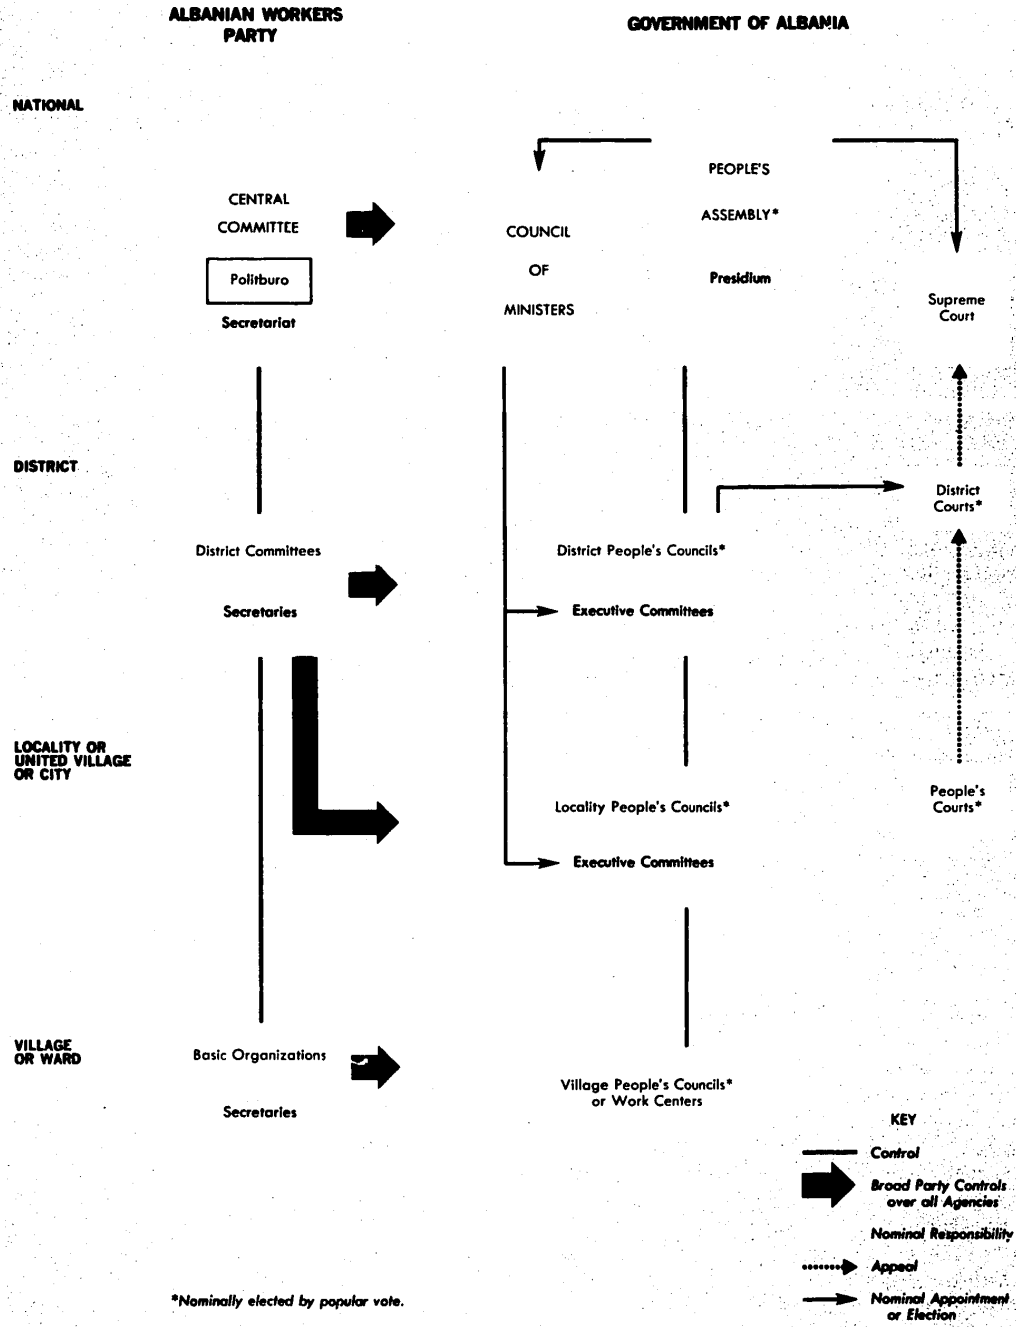 ALBANIAN WORKERS
PARTY
GOVERNMENT OF ALBANIA
NATIONAL
PEOPLE'S
ASSEMBLY*
Presidium
CENTRAL
COMMITTEE
Politburo
Secretariat
COUNCIL
OF
MINISTERS
Supreme
Court
DISTRICT
District
Courts*
District Committees
Secretaries
District People's Councils*
Executive Committees
LOCALITY OR
UNITED VILLAGE
OR CITY
Locality People's Councils*
Executive Committees
People's
Courts*
VILLAGE
OR WARD
Basic Organizations
Secretaries
Village People's Councils*
or Work Centers
KEY
Control
Broad Party Controls
over all Agencies
Nominal Responsibility
Appeal
Nominal Appointment
or Election
*Nominally elected by popular vote.